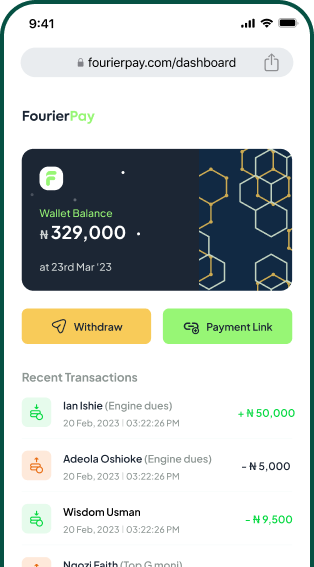 9:41
fourierpay.com/dashboard
FourierPay
Wallet Balance
₦ 329,000
at 23rd Mar '23
Withdraw
Payment Link
Recent Transactions
Ian Ishie (Engine dues)
20 Feb, 2023 | 03:22:26 PM
+ ₦ 50,000
Adeola Oshioke (Engine dues)
20 Feb, 2023 | 03:22:26 PM
- ₦ 5,000
Wisdom Usman
20 Feb, 2023 | 03:22:26 PM
- ₦ 9,500
Ngozi Faith (Top G moni)